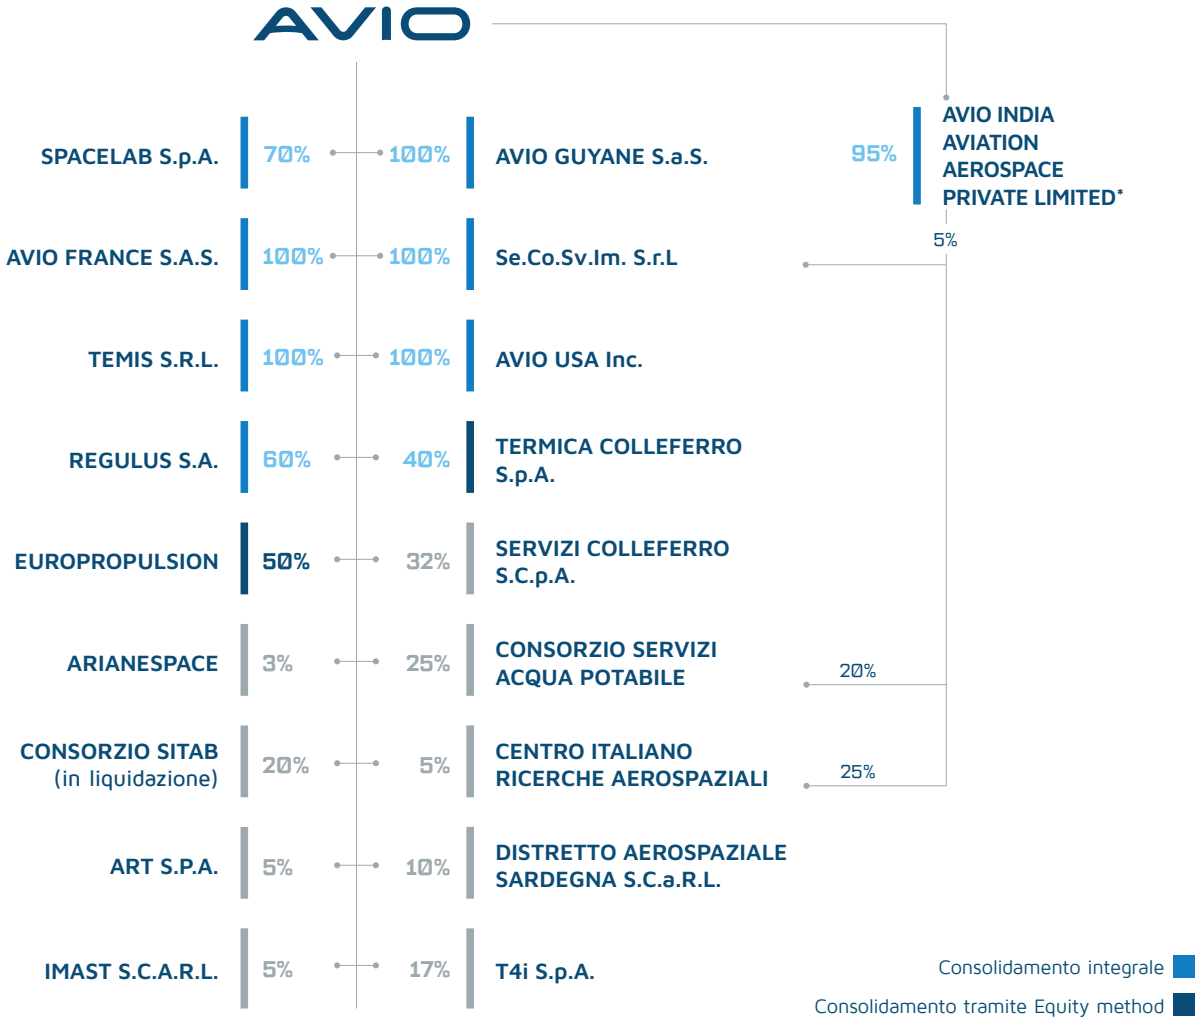 AVIO
SPACELAB S.p.A.
70%
100%
AVIO GUYANE S.a.S.
95%
AVIO INDIA
AVIATION
AEROSPACE
PRIVATE LIMITED*
5%
AVIO FRANCE S.A.S.
100%
100%
Se.Co.Sv.Im. S.r.L
TEMIS S.R.L.
100%
100%
AVIO USA Inc.
REGULUS S.A.
60%
40%
TERMICA COLLEFERRO
S.p.A.
EUROPROPULSION
50%
32%
SERVIZI COLLEFERRO
S.C.p.A.
ARIANESPACE
3%
25%
CONSORZIO SERVIZI
ACQUA POTABILE
20%
CONSORZIO SITAB
(in liquidazione)
20%
5%
CENTRO ITALIANO
RICERCHE AEROSPAZIALI
25%
ART S.P.A.
5%
10%
DISTRETTO AEROSPAZIALE
SARDEGNA S.C.a.R.L.
IMAST S.C.A.R.L.
5%
17%
T4i S.p.A.
Consolidamento integrale
Consolidamento tramite Equity method